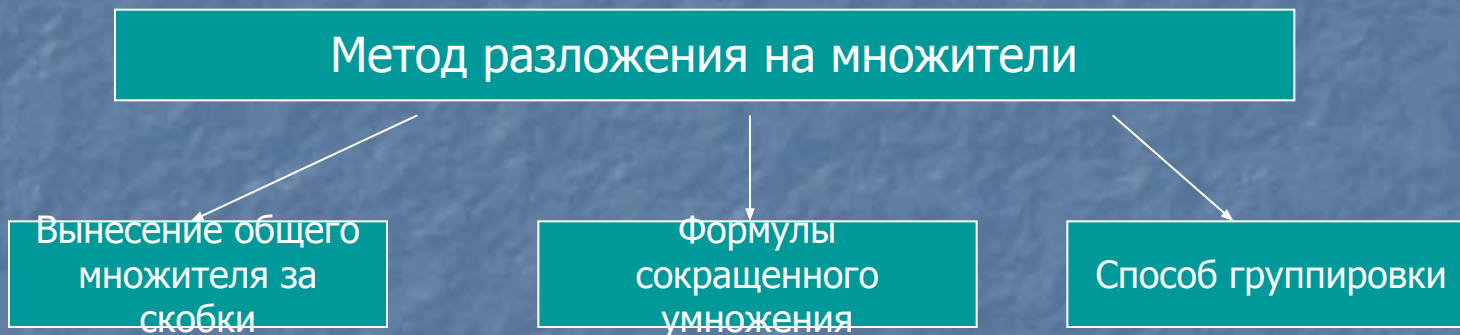 Метод разложения на множители
Вынесение общего
множителя за
скобки
Формулы
сокращенного
умножения
Способ группировки